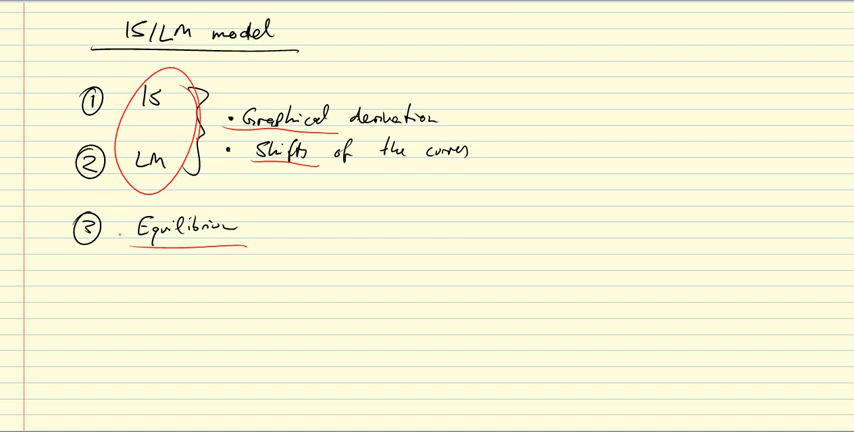 IS/LM model
① IS
• Graphical derivation
② LM
• Shifts of the curves
③ Equilibrium